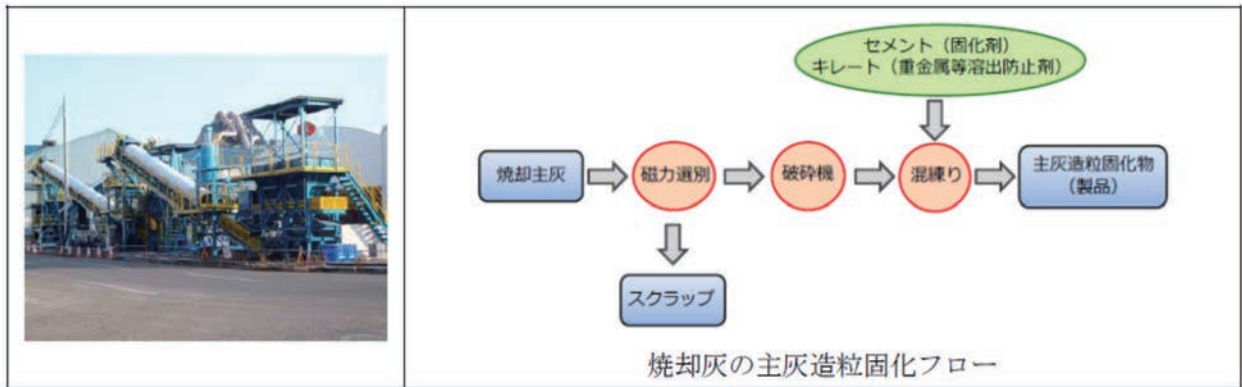 セメント（固化剤）
キレート（重金属等溶出防止剤）
焼却主灰
磁力選別
破砕機
混練り
主灰造粒固化物
（製品）
スクラップ
焼却灰の主灰造粒固化フロー